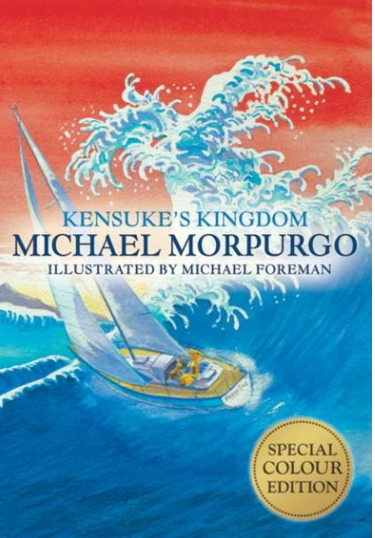 KENSUKE'S KINGDOM
MICHAEL MORPURGO
ILLUSTRATED BY MICHAEL FOREMAN
SPECIAL
COLOUR
EDITION